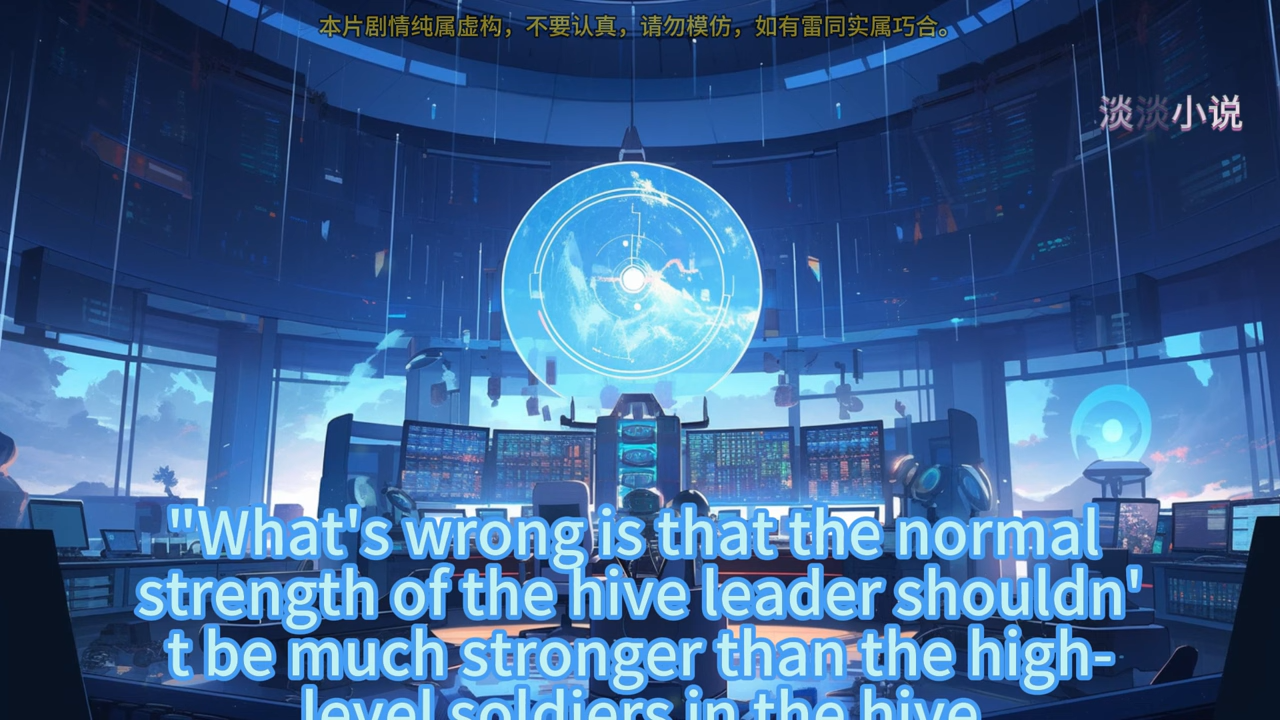 本片剧情纯属虚构，不要认真，请勿模仿，如有雷同实属巧合。
淡淡小说
"What's wrong is that the normal
strength of the hive leader shouldn'
t be much stronger than the high-
level soldiers in the hive